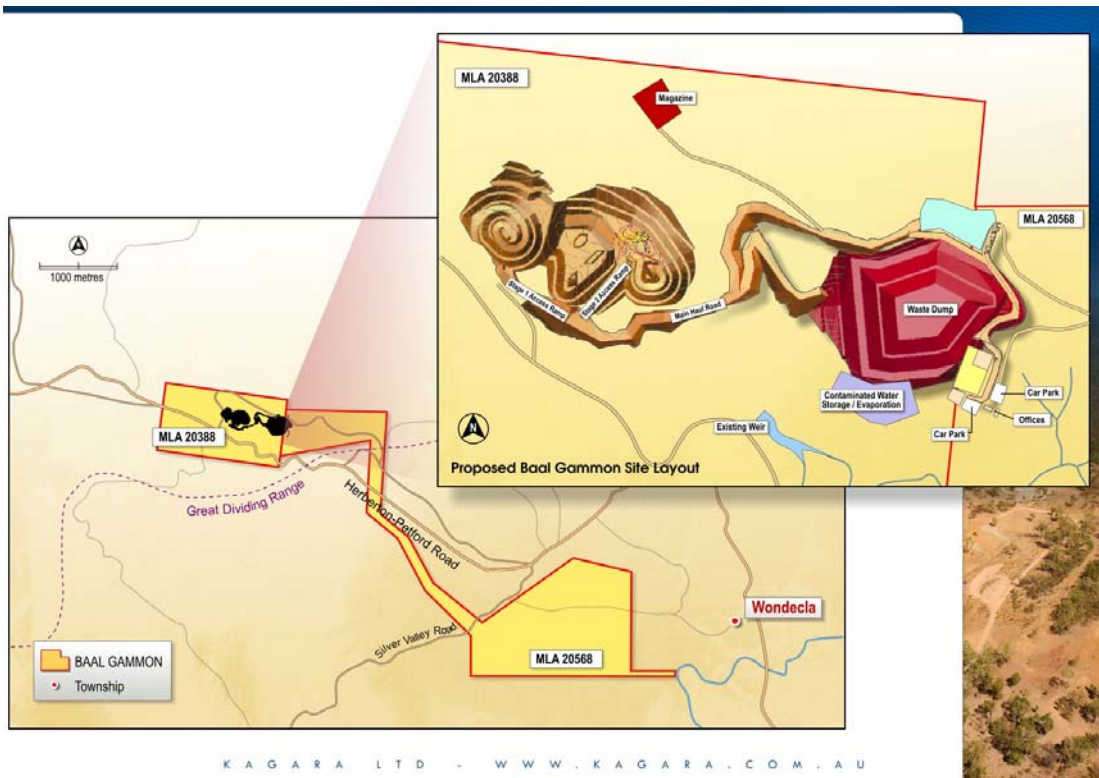 MLA 20388
Magazine
MLA 20568
Stage 1 Access Ramp
Stage 2 Access Ramp
Main Haul Road
Waste Dump
Contaminated Water
Storage / Evaporation
Car Park
Offices
Car Park
Existing Weir
N
Proposed Baal Gammon Site Layout
1000 metres
MLA 20388
Great Dividing Range
Herberton-Petford Road
Silver Valley Road
Wondecla
MLA 20568
BAAL GAMMON
Township
KAGARA LTD - WWW.KAGARA.COM.AU